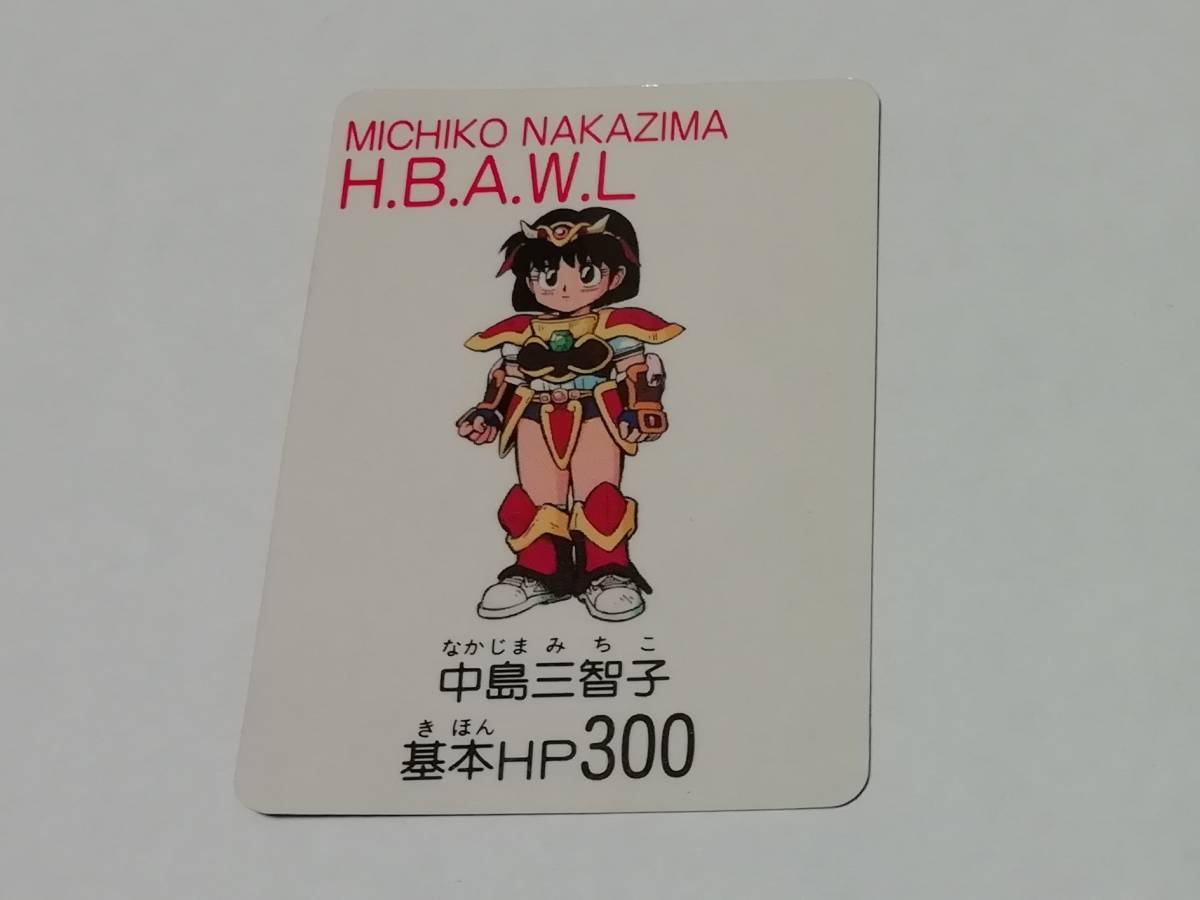 MICHIKO NAKAZIMA
H.B.A.W.L
なかじま み ち こ
中島三智子
き ほん
基本HP300